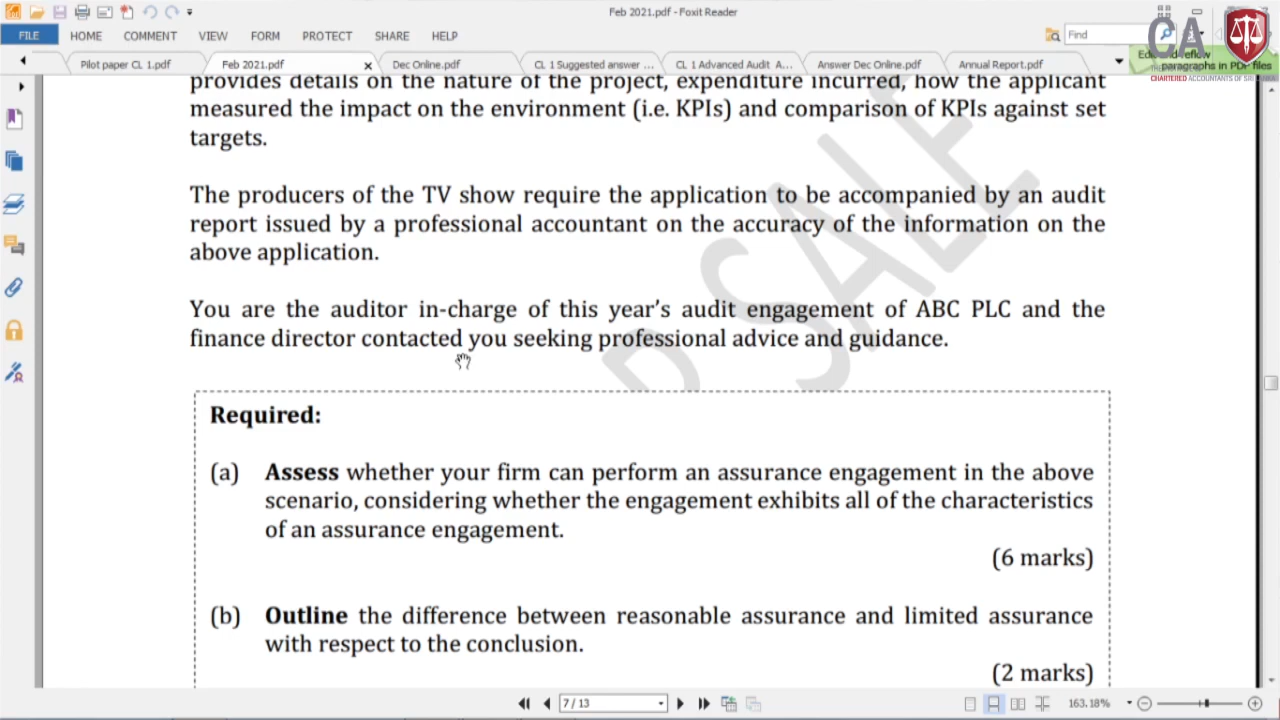 Feb 2021.pdf - Foxit Reader
FILE HOME COMMENT VIEW FORM PROTECT SHARE HELP
Find
Pilot paper CL 1.pdf
Feb 2021.pdf
Dec Online.pdf
CL 1 Suggested answer ...
CL 1 Advanced Audit A...
Answer Dec Online.pdf
Annual Report.pdf
CA
paragraphs in PDF files
provides details on the nature of the project, expenditure incurred, how the applicant
measured the impact on the environment (i.e. KPIs) and comparison of KPIs against set
targets.
The producers of the TV show require the application to be accompanied by an audit
report issued by a professional accountant on the accuracy of the information on the
above application.
You are the auditor in-charge of this year's audit engagement of ABC PLC and the
finance director contacted you seeking professional advice and guidance.
Required:
(a) Assess whether your firm can perform an assurance engagement in the above
scenario, considering whether the engagement exhibits all of the characteristics
of an assurance engagement.
(6 marks)
(b) Outline the difference between reasonable assurance and limited assurance
with respect to the conclusion.
(2 marks)
7 / 13
163.18%